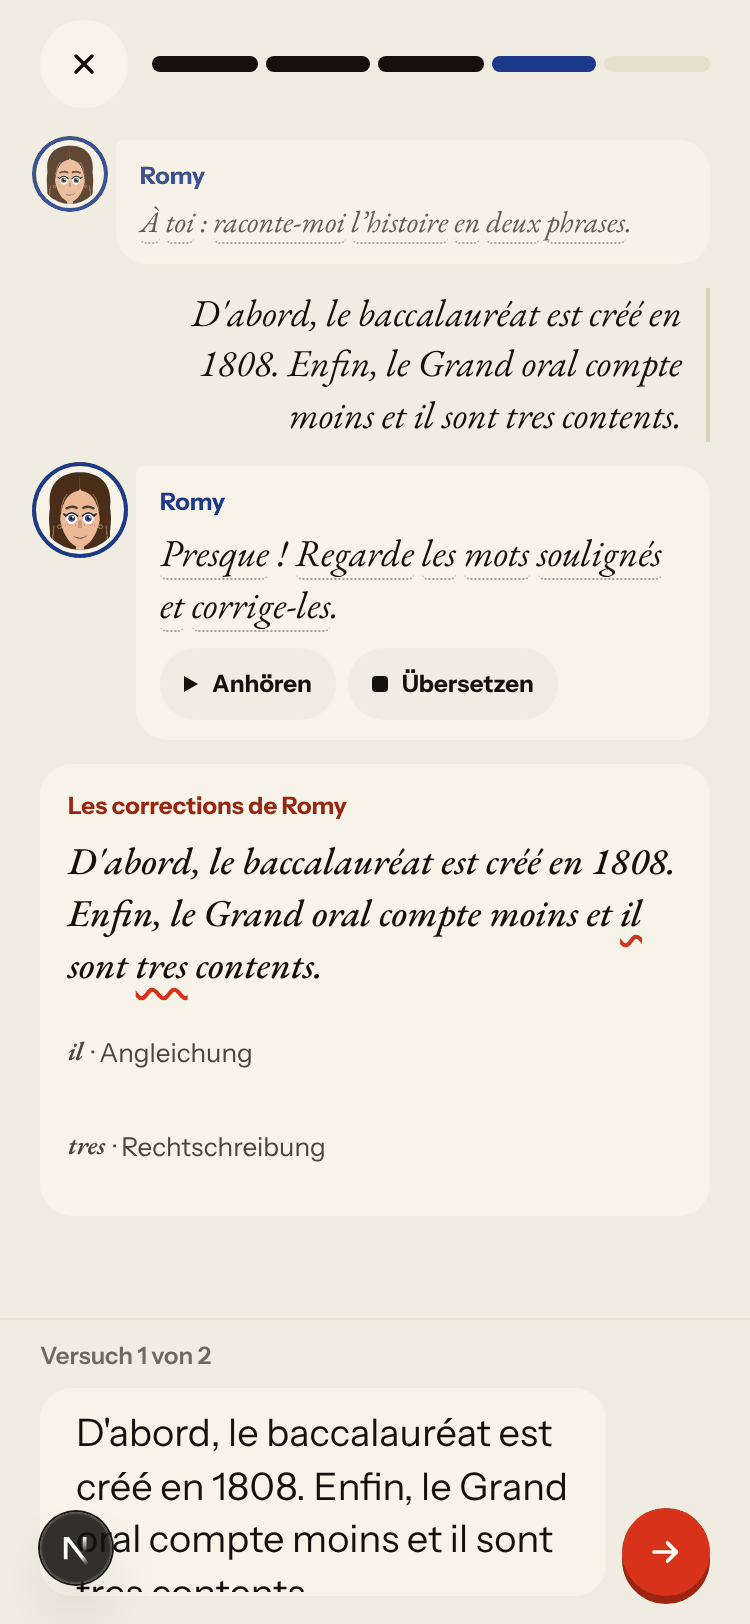 Romy
À toi : raconte-moi l’histoire en deux phrases.
D'abord, le baccalauréat est créé en
1808. Enfin, le Grand oral compte
moins et il sont tres contents.
Romy
Presque ! Regarde les mots soulignés
et corrige-les.
Anhören Übersetzen
Les corrections de Romy
D'abord, le baccalauréat est créé en 1808.
Enfin, le Grand oral compte moins et il
sont tres contents.
il · Angleichung
tres · Rechtschreibung
Versuch 1 von 2
D'abord, le baccalauréat est
créé en 1808. Enfin, le Grand
oral compte moins et il sont
tres contents.
N